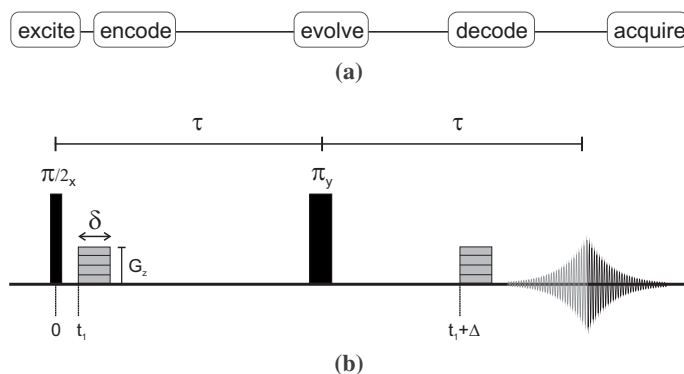 excite encode evolve decode acquire
(a)
τ τ
π/2x πy
δ
Gz
0 t1 t1+Δ
(b)